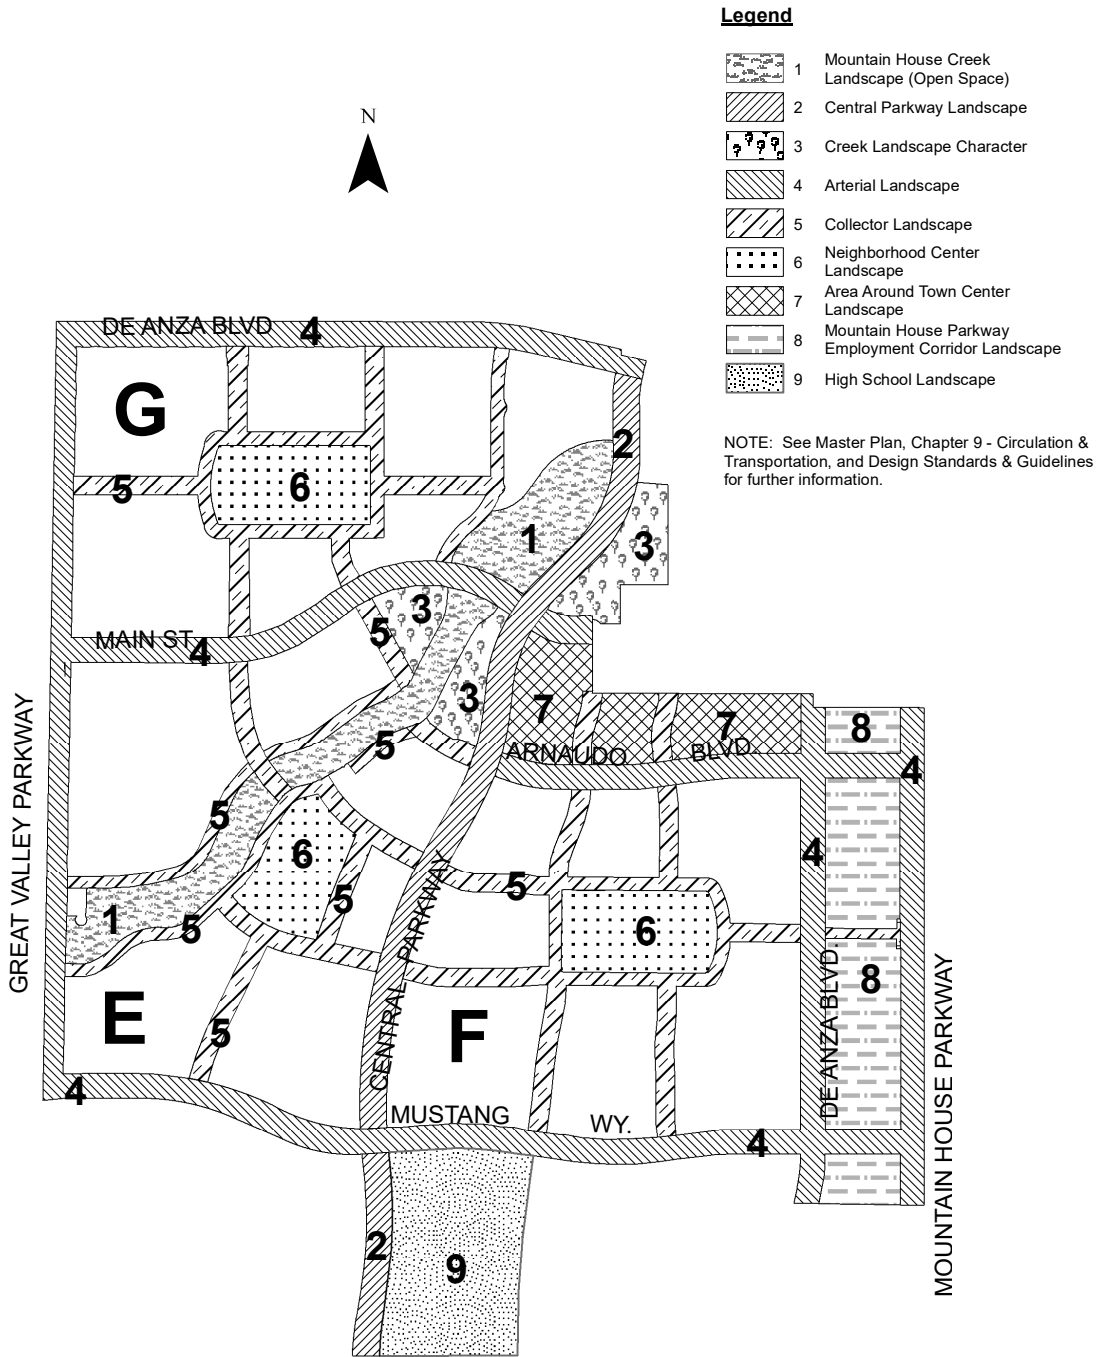 Legend
1 Mountain House Creek
Landscape (Open Space)
2 Central Parkway Landscape
3 Creek Landscape Character
4 Arterial Landscape
5 Collector Landscape
6 Neighborhood Center
Landscape
7 Area Around Town Center
Landscape
8 Mountain House Parkway
Employment Corridor Landscape
9 High School Landscape
NOTE: See Master Plan, Chapter 9 - Circulation &
Transportation, and Design Standards & Guidelines
for further information.
N
DE ANZA BLVD 4
G
2
5
6
1
3
3
5
MAIN ST. 4
3
7
7
8
GREAT VALLEY PARKWAY
5
ARNAUDO BLVD.
4
5
6
4
5
5
CENTRAL PARKWAY
1
5
6
8
DE ANZA BLVD.
MOUNTAIN HOUSE PARKWAY
E
5
F
4
MUSTANG WY.
4
2
9